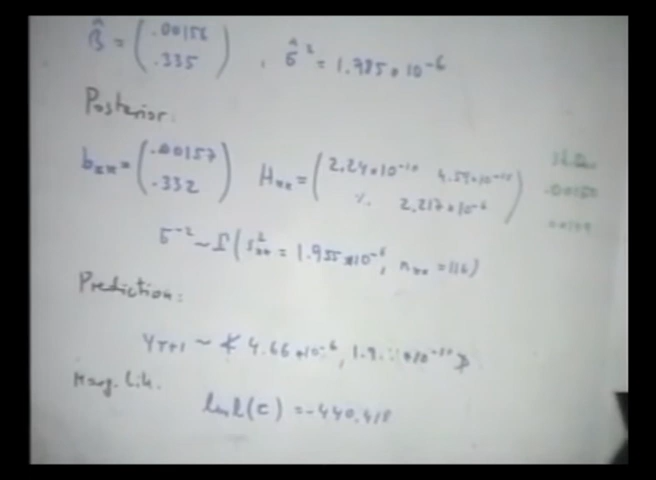 β̂ = ( .00156 .335 ) , σ̂² = 1.785*10⁻⁶
Posterior:
b** = ( .00157 .332 ) H** = ( 2.24*10⁻¹⁰ 4.59*10⁻¹⁰ ·/. 2.217*10⁻⁶ )
σ⁻² ~ Γ( s²** = 1.955*10⁻⁶, n** = 116)
Prediction:
y_T+1 ~ 4.66*10⁻⁶, 1.9
Marg. Lik.
ln l(c) = -440.418